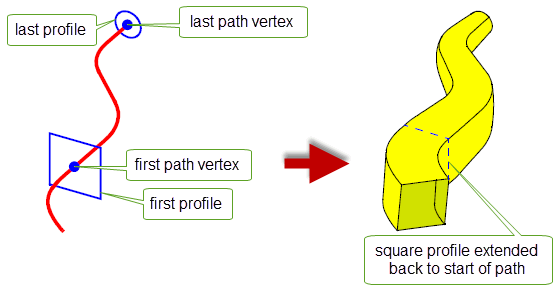 last profile
last path vertex
first path vertex
first profile
square profile extended
back to start of path